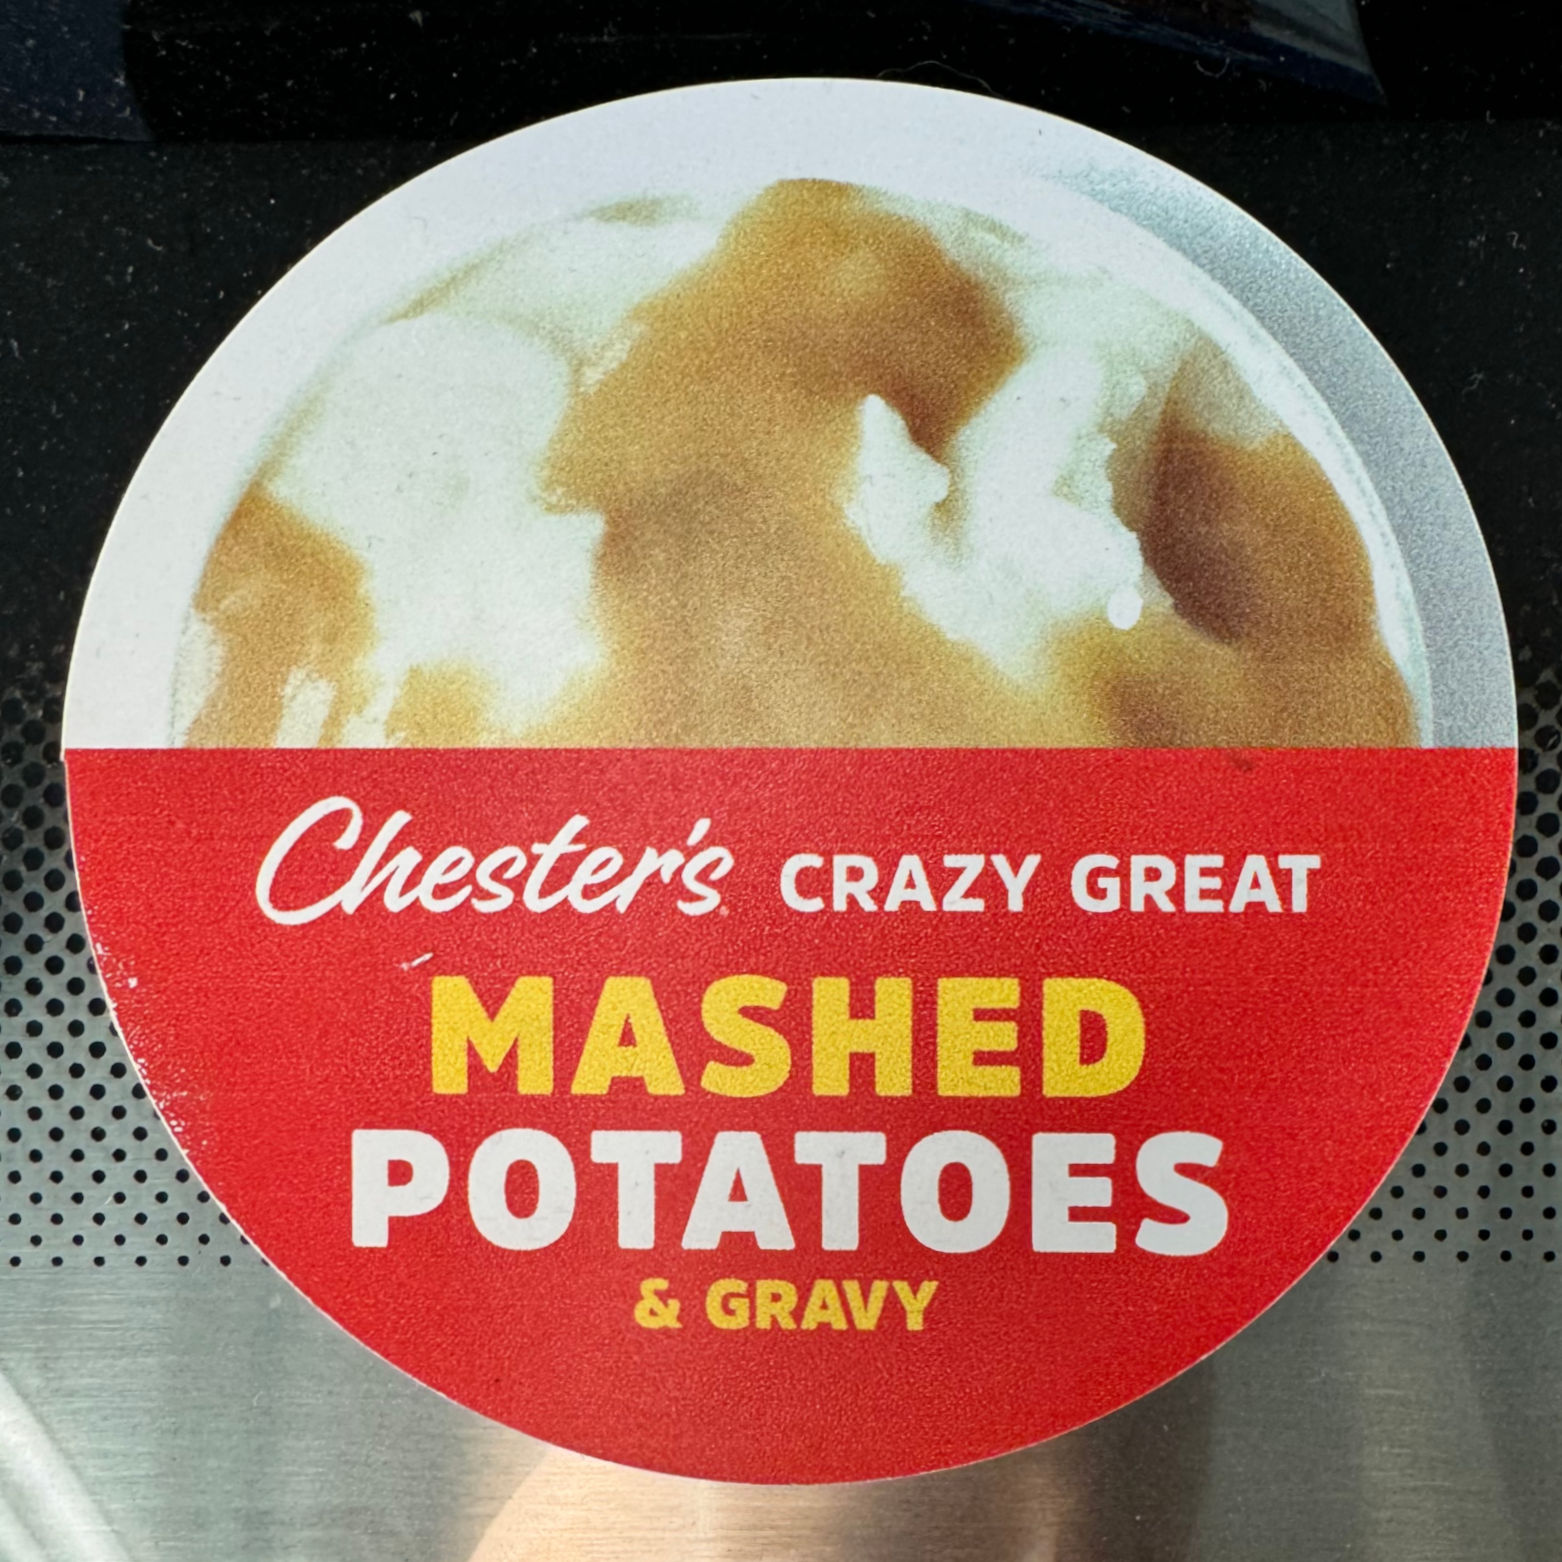 Chester's CRAZY GREAT
MASHED
POTATOES
& GRAVY